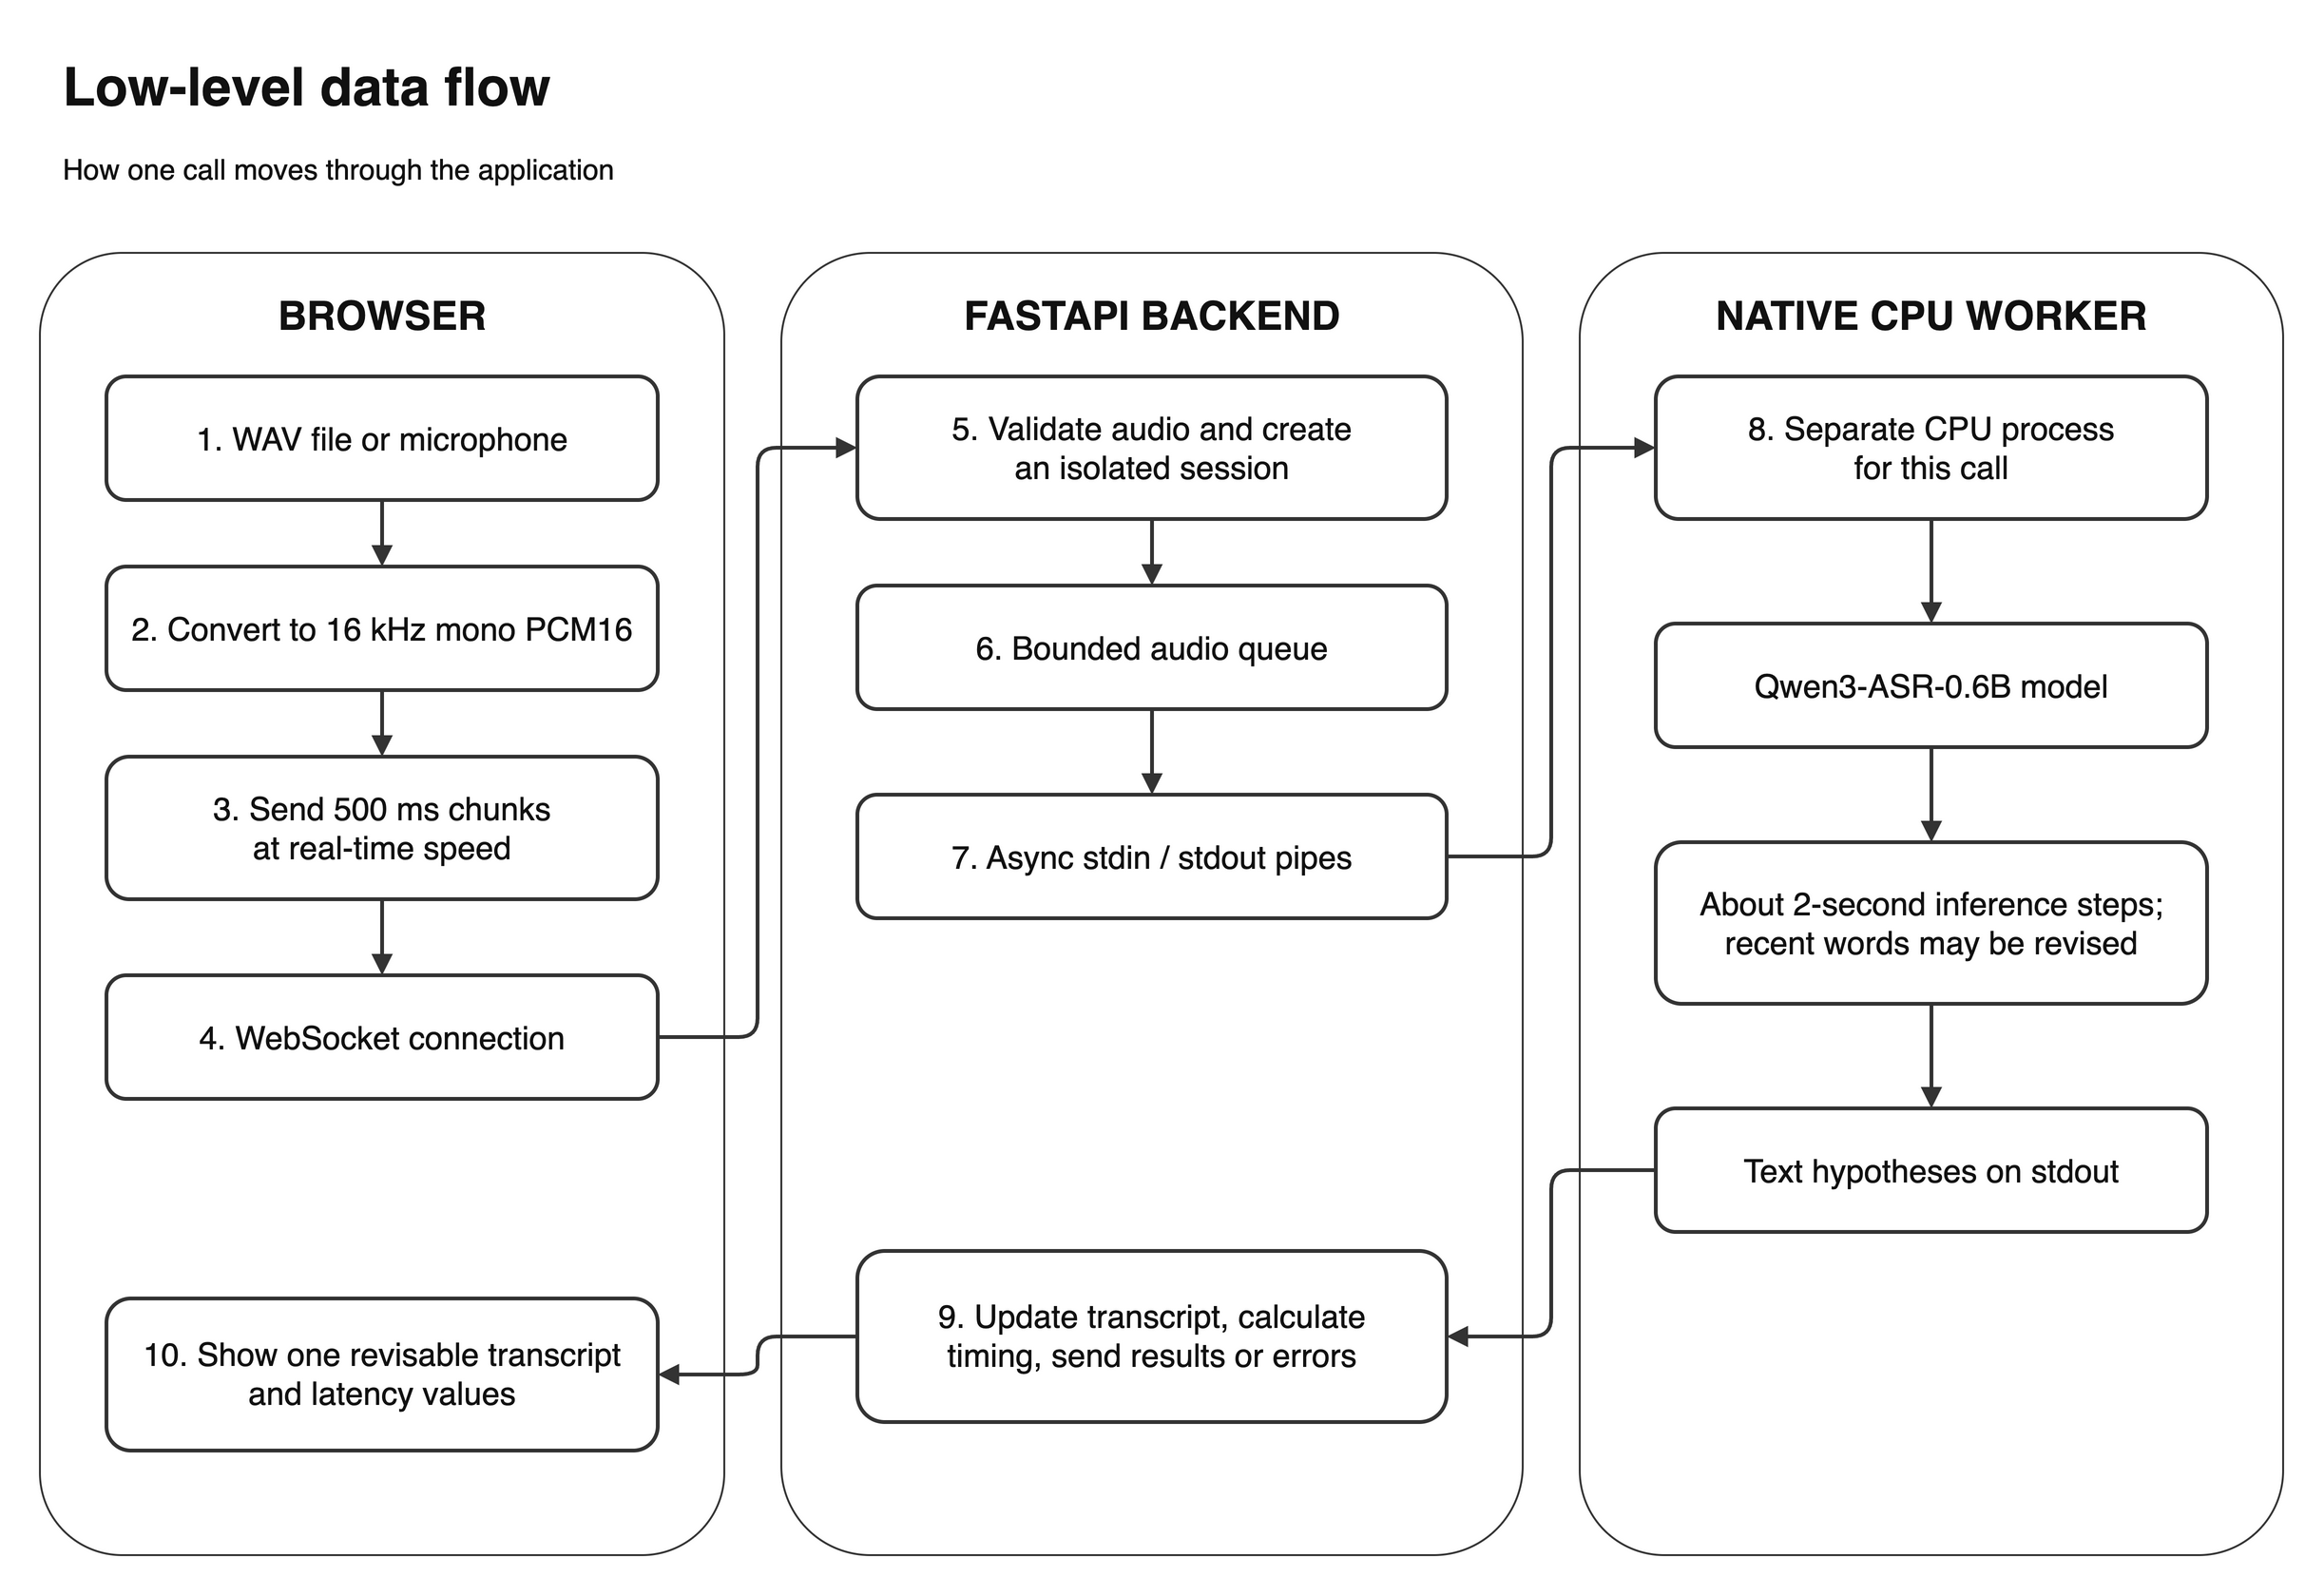 Low-level data flow
How one call moves through the application
BROWSER
1. WAV file or microphone
2. Convert to 16 kHz mono PCM16
3. Send 500 ms chunks
at real-time speed
4. WebSocket connection
FASTAPI BACKEND
5. Validate audio and create
an isolated session
6. Bounded audio queue
7. Async stdin / stdout pipes
NATIVE CPU WORKER
8. Separate CPU process
for this call
Qwen3-ASR-0.6B model
About 2-second inference steps;
recent words may be revised
Text hypotheses on stdout
9. Update transcript, calculate
timing, send results or errors
10. Show one revisable transcript
and latency values